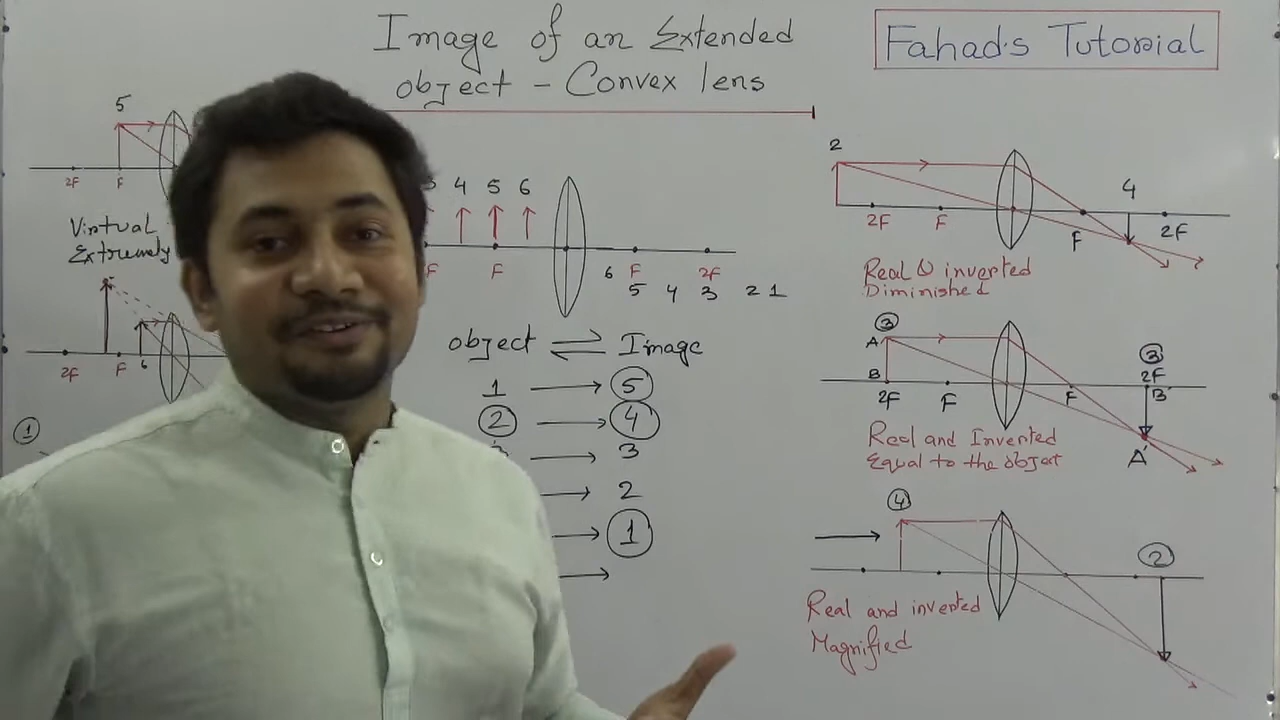 Image of an Extended
object - Convex lens
Fahad's Tutorial
5
2F F
Virtual
Extremely
2F F 6
1
4 5 6
F F
6 F 2F
5 4 3 2 1
object ⇌ Image
1 → 5
2 → 4
→ 3
→ 2
→ 1
→
2
4
2F F F 2F
Real & inverted
Diminished
3
A
B
3
2F
B'
2F F F
Real and Inverted
Equal to the object
A'
4
2
Real and inverted
Magnified